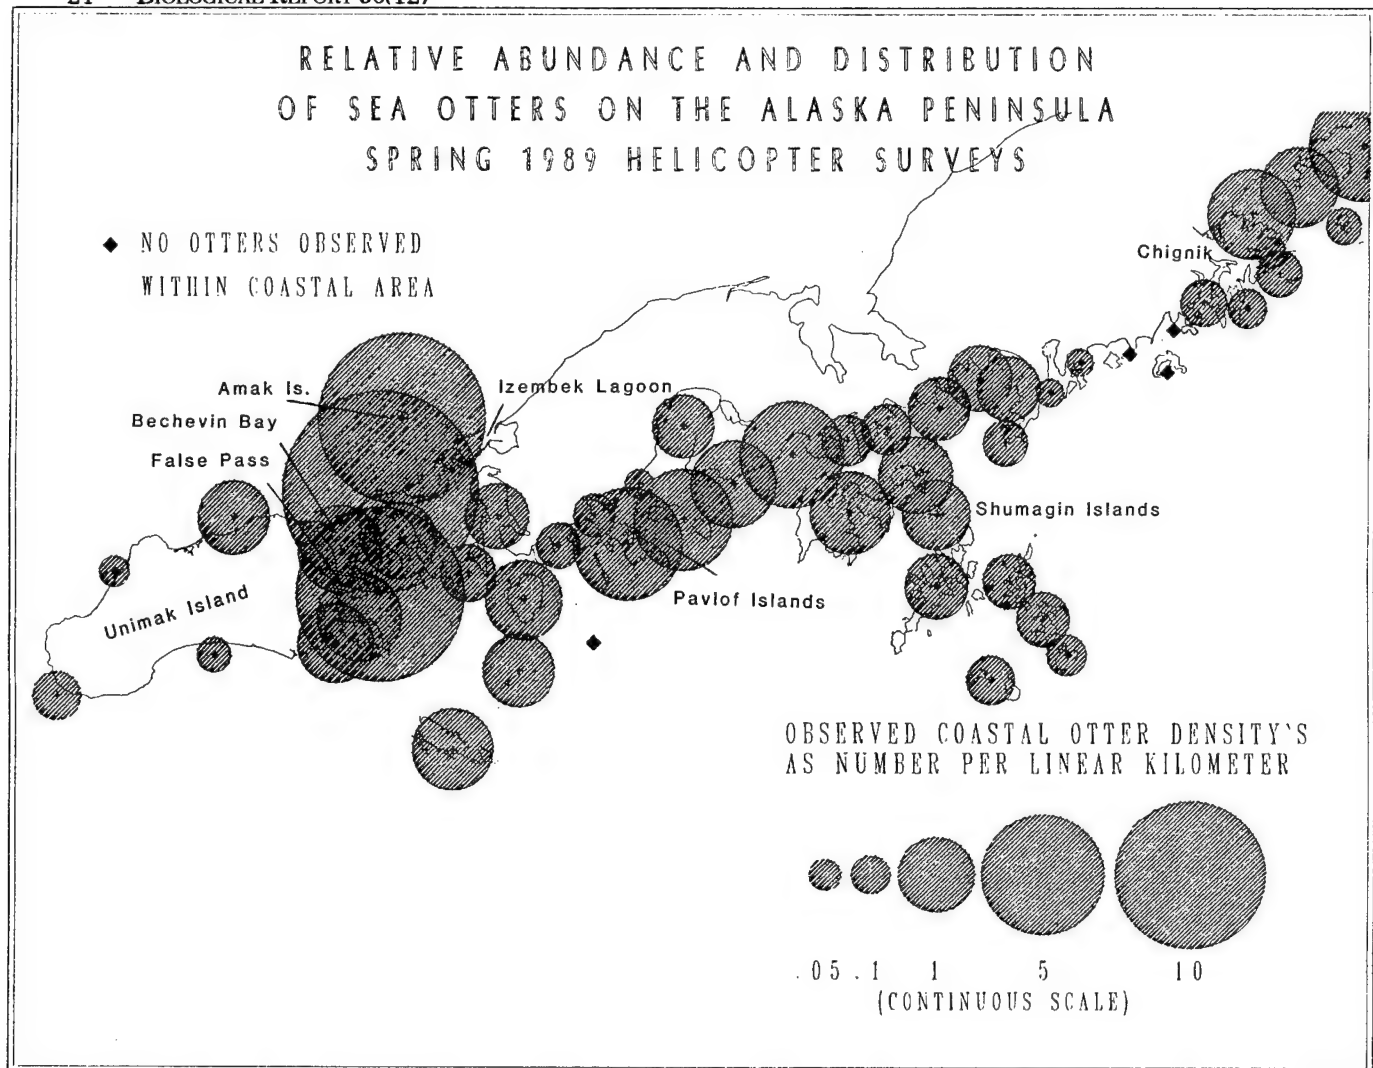 BIOLOGICAL REPORT
RELATIVE ABUNDANCE AND DISTRIBUTION
OF SEA OTTERS ON THE ALASKA PENINSULA
SPRING 1989 HELICOPTER SURVEYS
◆ NO OTTERS OBSERVED
WITHIN COASTAL AREA
Chignik
Amak Is.
Izembek Lagoon
Bechevin Bay
False Pass
Shumagin Islands
Unimak Island
Pavlof Islands
OBSERVED COASTAL OTTER DENSITY`S
AS NUMBER PER LINEAR KILOMETER
.05 .1 1 5 10
(CONTINUOUS SCALE)